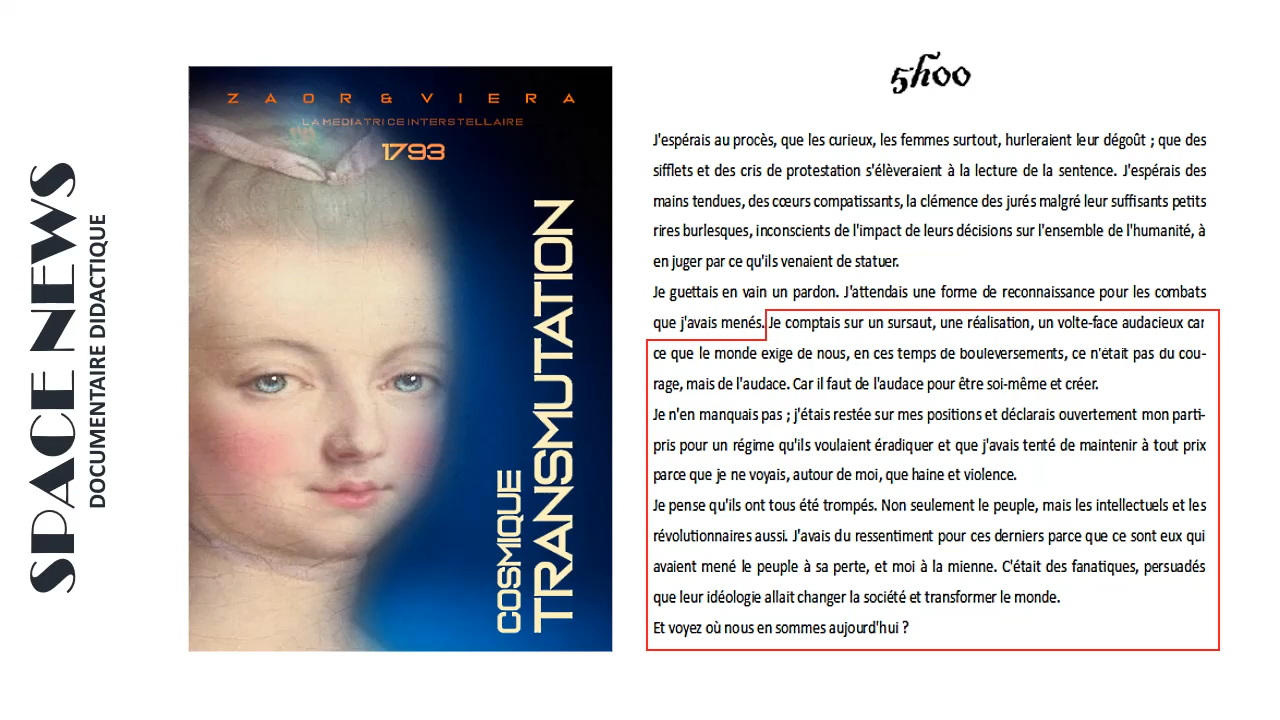 SPACE NEWS
DOCUMENTAIRE DIDACTIQUE
ZAOR & VIERA
LA MEDIATRICE INTERSTELLAIRE
1793
COSMIQUE
TRANSMUTATION
5h00
J'espérais au procès, que les curieux, les femmes surtout, hurleraient leur dégoût ; que des
sifflets et des cris de protestation s'élèveraient à la lecture de la sentence. J'espérais des
mains tendues, des cœurs compatissants, la clémence des jurés malgré leur suffisants petits
rires burlesques, inconscients de l'impact de leurs décisions sur l'ensemble de l'humanité, à
en juger par ce qu'ils venaient de statuer.
Je guettais en vain un pardon. J'attendais une forme de reconnaissance pour les combats
que j'avais menés. Je comptais sur un sursaut, une réalisation, un volte-face audacieux car
ce que le monde exige de nous, en ces temps de bouleversements, ce n'était pas du cou-
rage, mais de l'audace. Car il faut de l'audace pour être soi-même et créer.
Je n'en manquais pas ; j'étais restée sur mes positions et déclarais ouvertement mon parti-
pris pour un régime qu'ils voulaient éradiquer et que j'avais tenté de maintenir à tout prix
parce que je ne voyais, autour de moi, que haine et violence.
Je pense qu'ils ont tous été trompés. Non seulement le peuple, mais les intellectuels et les
révolutionnaires aussi. J'avais du ressentiment pour ces derniers parce que ce sont eux qui
avaient mené le peuple à sa perte, et moi à la mienne. C'était des fanatiques, persuadés
que leur idéologie allait changer la société et transformer le monde.
Et voyez où nous en sommes aujourd'hui ?